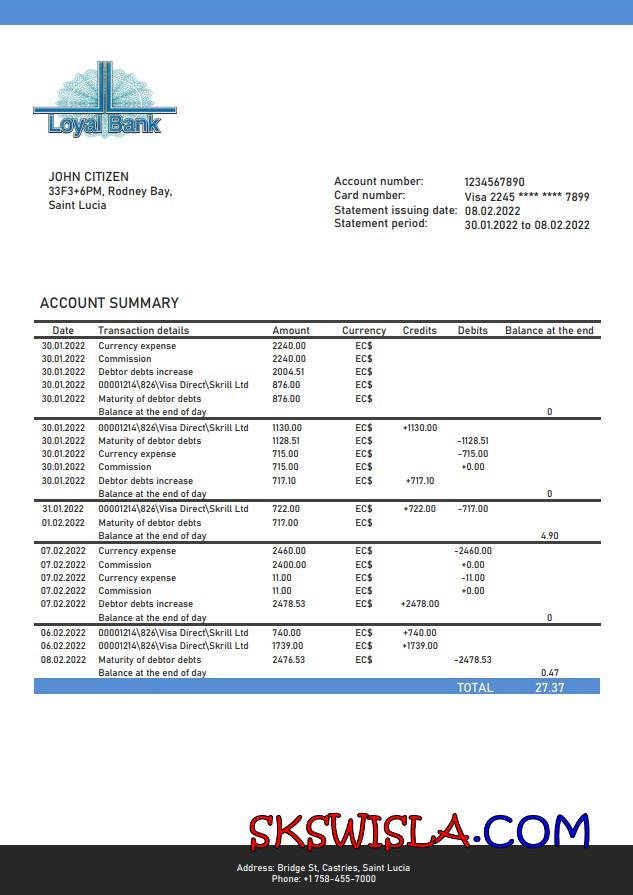 Loyal Bank
JOHN CITIZEN
33F3+6PM, Rodney Bay,
Saint Lucia
Account number: 1234567890
Card number: Visa 2245 **** **** 7899
Statement issuing date: 08.02.2022
Statement period: 30.01.2022 to 08.02.2022
ACCOUNT SUMMARY
Date Transaction details Amount Currency Credits Debits Balance at the end
30.01.2022 Currency expense 2240.00 EC$
30.01.2022 Commission 2240.00 EC$
30.01.2022 Debtor debts increase 2004.51 EC$
30.01.2022 00001214\826\Visa Direct\Skrill Ltd 876.00 EC$
30.01.2022 Maturity of debtor debts 876.00 EC$
Balance at the end of day 0
30.01.2022 00001214\826\Visa Direct\Skrill Ltd 1130.00 EC$ +1130.00
30.01.2022 Maturity of debtor debts 1128.51 EC$ -1128.51
30.01.2022 Currency expense 715.00 EC$ -715.00
30.01.2022 Commission 715.00 EC$ +0.00
30.01.2022 Debtor debts increase 717.10 EC$ +717.10
Balance at the end of day 0
31.01.2022 00001214\826\Visa Direct\Skrill Ltd 722.00 EC$ +722.00 -717.00
01.02.2022 Maturity of debtor debts 717.00 EC$
Balance at the end of day 4.90
07.02.2022 Currency expense 2460.00 EC$ -2460.00
07.02.2022 Commission 2400.00 EC$ +0.00
07.02.2022 Currency expense 11.00 EC$ -11.00
07.02.2022 Commission 11.00 EC$ +0.00
07.02.2022 Debtor debts increase 2478.53 EC$ +2478.00
Balance at the end of day 0
06.02.2022 00001214\826\Visa Direct\Skrill Ltd 740.00 EC$ +740.00
06.02.2022 00001214\826\Visa Direct\Skrill Ltd 1739.00 EC$ +1739.00
08.02.2022 Maturity of debtor debts 2476.53 EC$ -2478.53
Balance at the end of day 0.47
TOTAL 27.37
SKSWISLA.COM
Address: Bridge St, Castries, Saint Lucia
Phone: +1 758-455-7000